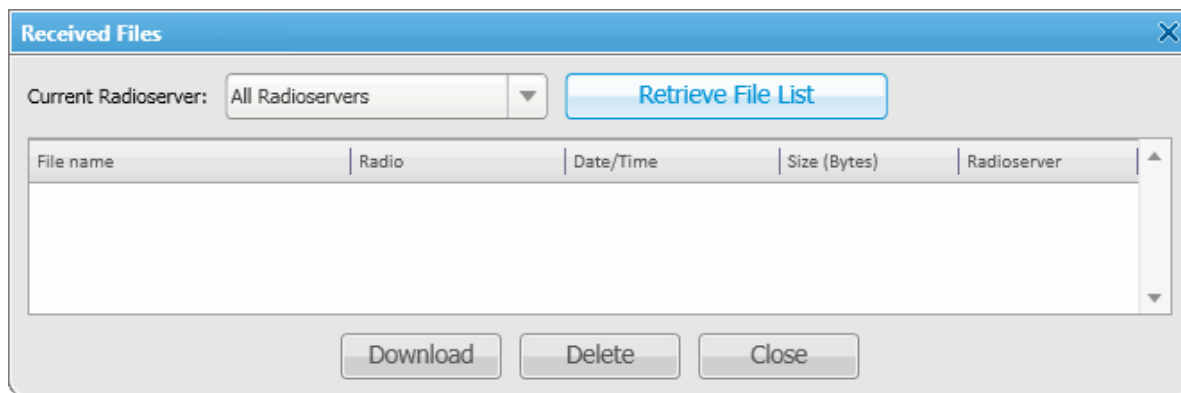 Received Files
Current Radioserver: All Radioservers Retrieve File List
File name Radio Date/Time Size (Bytes) Radioserver
Download Delete Close